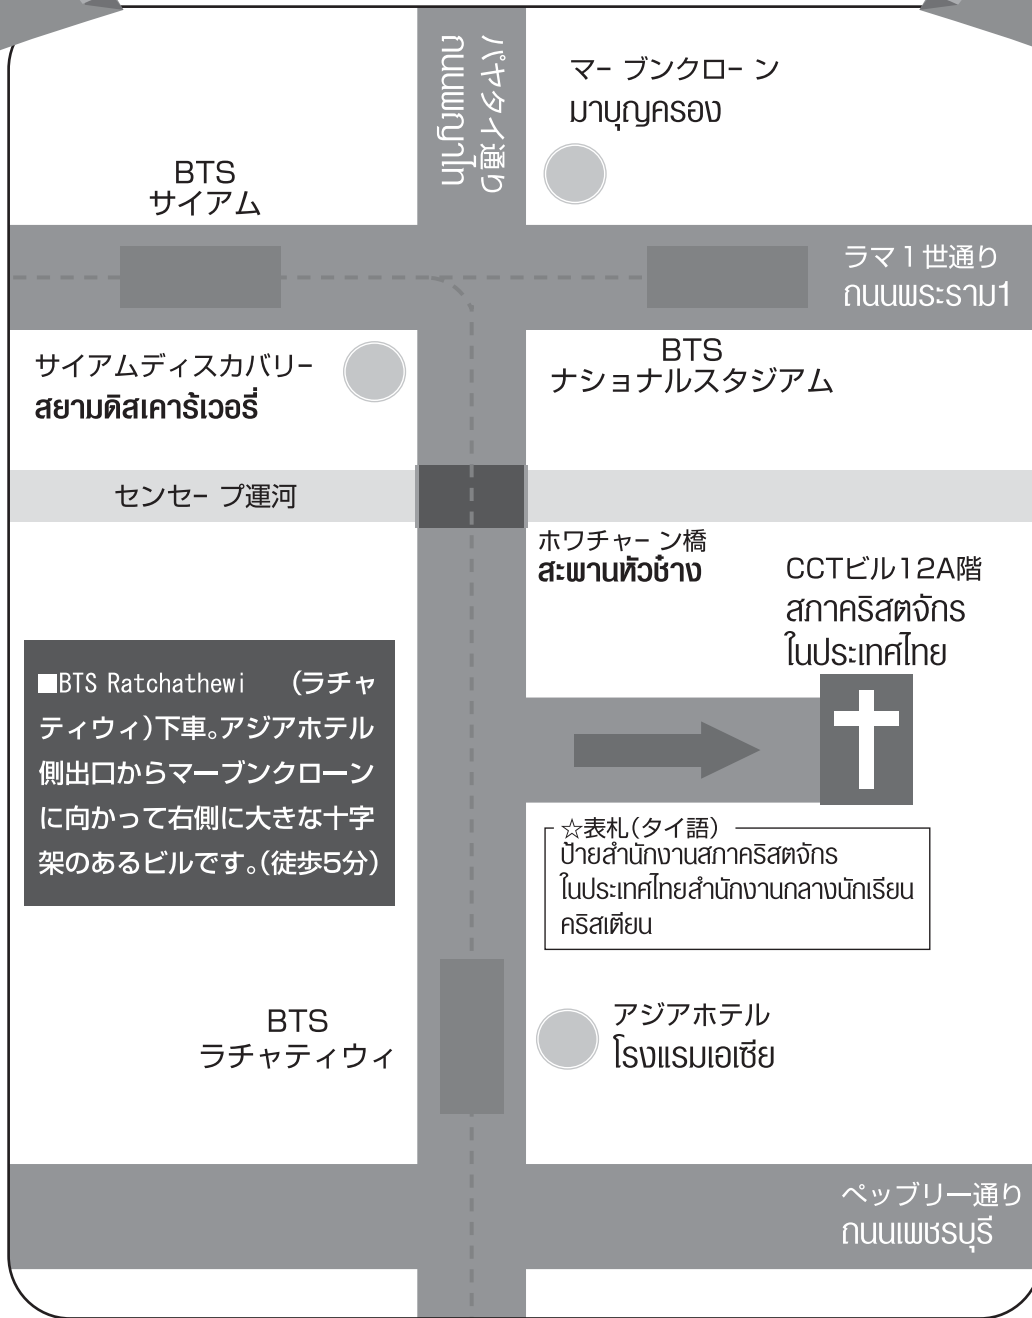 パヤタイ通り
ถนนพญาไท
マー ブンクロー ン
มาบุญครอง
BTS
サイアム
ラマ1世通り
ถนนพระราม1
サイアムディスカバリー
สยามดิสเคาร้เวอรี่
BTS
ナショナルスタジアム
センセー プ運河
ホワチャー ン橋
สะพานหัวช้าง
CCTビル12A階
สภาคริสตจักร
ในประเทศไทย
■BTS Ratchathewi (ラチャ
ティウィ)下車。アジアホテル
側出口からマーブンクローン
に向かって右側に大きな十字
架のあるビルです。(徒歩5分)
☆表札(タイ語)
ป้ายสำนักงานสภาคริสตจักร
ในประเทศไทยสำนักงานกลางนักเรียน
คริสเตียน
BTS
ラチャティウィ
アジアホテル
โรงแรมเอเซีย
ペッブリー通り
ถนนเพชรบุรี